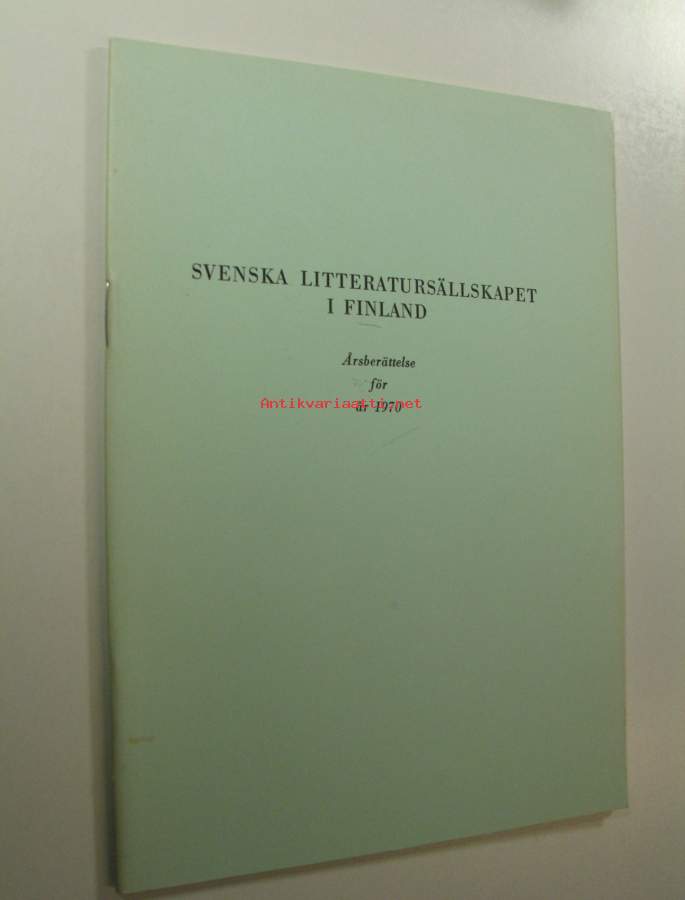 SVENSKA LITTERATURSÄLLSKAPET
I FINLAND
Årsberättelse
för
år 1970
Antikvariaatti.net